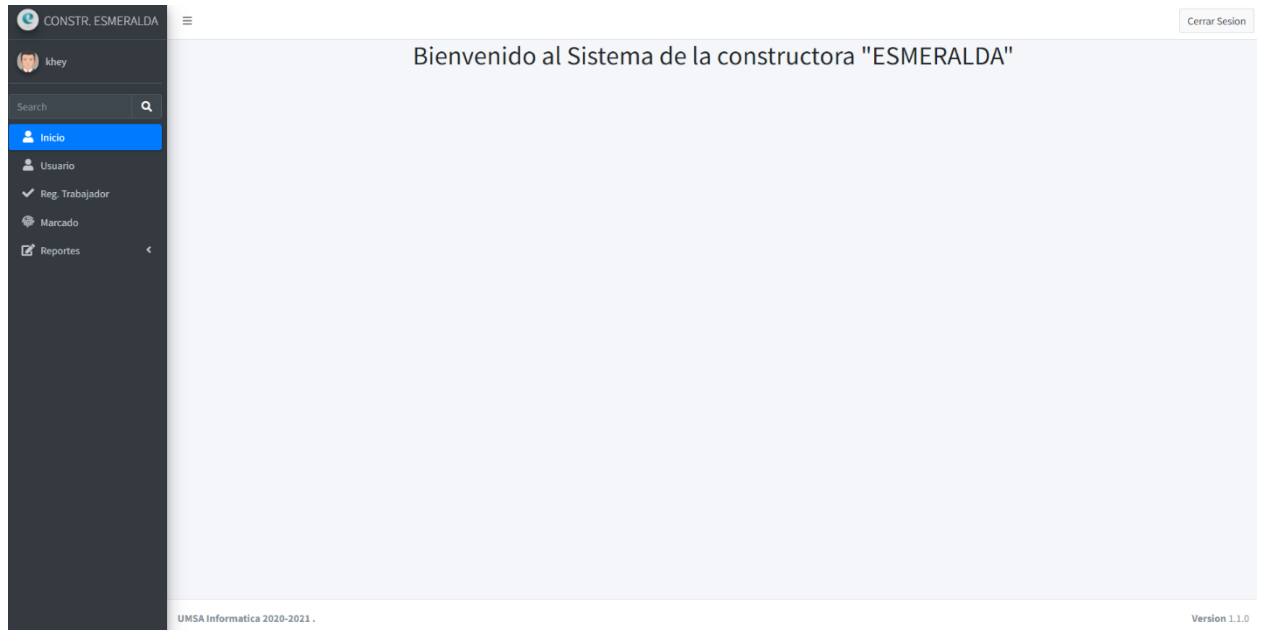 CONSTR. ESMERALDA
Cerrar Sesion
khey
Bienvenido al Sistema de la constructora "ESMERALDA"
Search
Inicio
Usuario
Reg. Trabajador
Marcado
Reportes
UMSA Informatica 2020-2021 .
Version 1.1.0